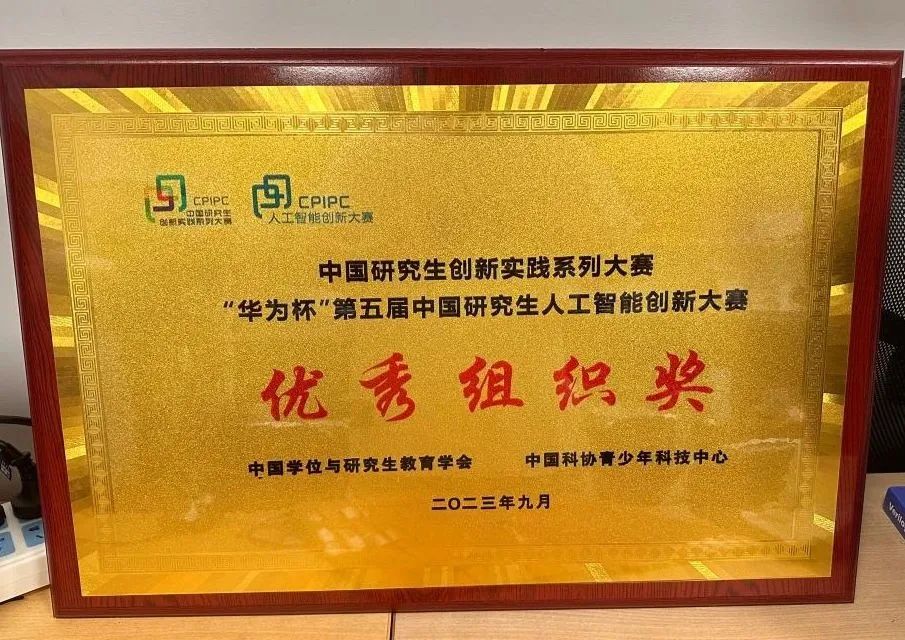 CPIPC
中国研究生
创新实践系列大赛
CPIPC
人工智能创新大赛
中国研究生创新实践系列大赛
“华为杯”第五届中国研究生人工智能创新大赛
优秀组织奖
中国学位与研究生教育学会 中国科协青少年科技中心
二〇二三年九月